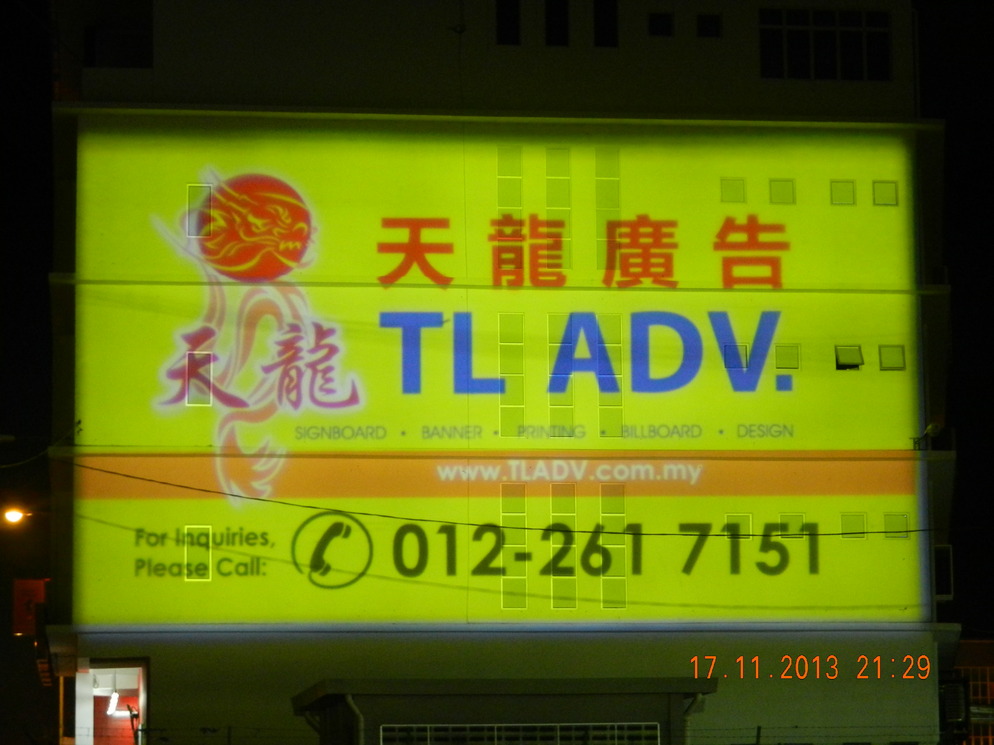 天龍廣告
天龍
TL ADV.
SIGNBOARD • BANNER • PRINTING • BILLBOARD • DESIGN
www.TLADV.com.my
For Inquiries,
Please Call:
012-261 7151
17.11.2013 21:29